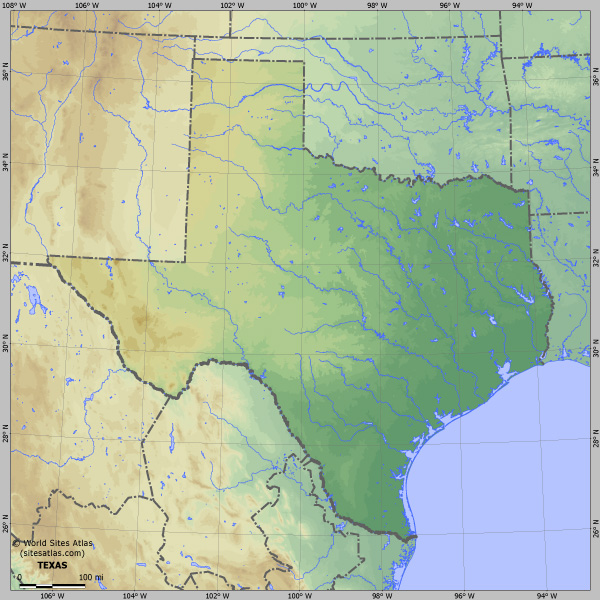 108° W 106° W 104° W 102° W 100° W 98° W 96° W 94° W
36° N 36° N
34° N 34° N
32° N 32° N
30° N 30° N
28° N 28° N
26° N 26° N
© World Sites Atlas
(sitesatlas.com)
TEXAS
0 100 mi
106° W 104° W 102° W 100° W 98° W 96° W 94° W